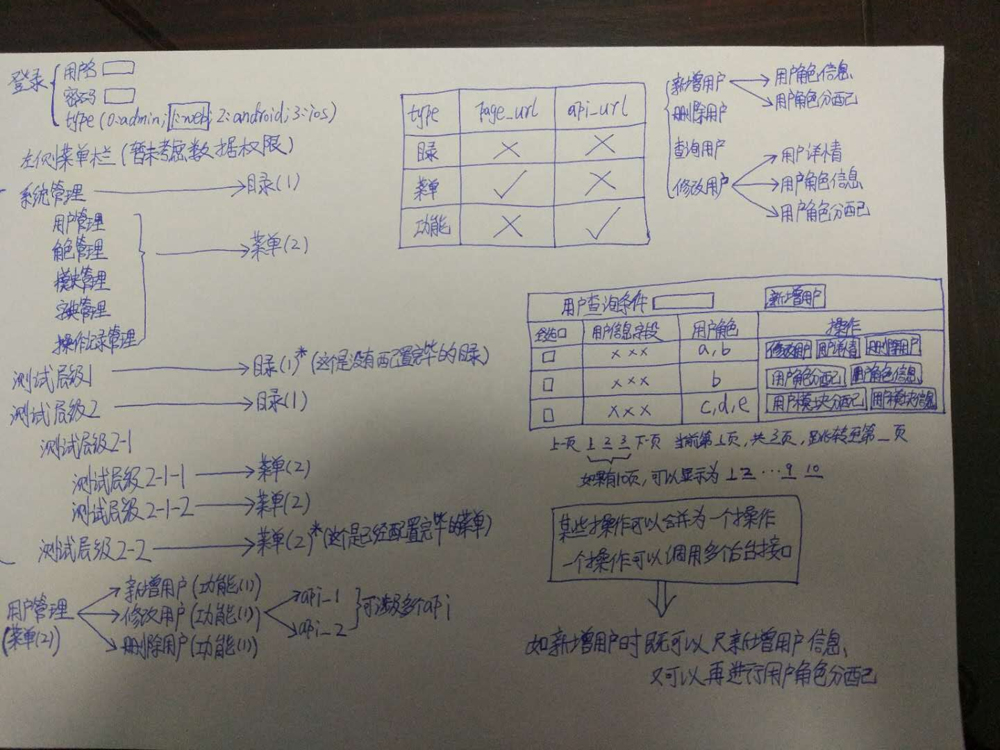 登录
用户名
密码
type (0:admin; 1:web; 2:android; 3:ios)
左侧菜单栏 (暂未考虑数据权限)
系统管理 → 目录(1)
用户管理
角色管理
模块管理
字典管理
操作记录管理
→ 菜单(2)
测试层级1 → 目录(1)* (这个是没有配置完毕的目录)
测试层级2 → 目录(1)
测试层级2-1
测试层级2-1-1 → 菜单(2)
测试层级2-1-2 → 菜单(2)
测试层级2-2 → 菜单(2)* (这个是已经配置完毕的菜单)
用户管理
(菜单(2))
新增用户 (功能(1))
修改用户 (功能(1))
删除用户 (功能(1))
api_1
api_2
可涉及多个api
type page_url api_url
目录 × ×
菜单 ✓ ×
功能 × ✓
新增用户 → 用户角色信息
→ 用户角色分配
删除用户
查询用户
修改用户 → 用户详情
→ 用户角色信息
→ 用户角色分配
用户查询条件 新增用户
全选□ 用户信息字段 用户角色 操作
□ ××× a,b 修改用户 用户详情 删除用户
□ ××× b 用户角色分配 用户角色信息
□ ××× c,d,e 用户模块分配 用户模块信息
上一页 1 2 3 下一页 当前第1页,共3页,跳转至第_页
如果有10页,可以显示为 1 2 … 9 10
某些操作可以合并为一个操作
一个操作可以调用多个后台接口
如新增用户时既可以只新增用户信息、
又可以再进行用户角色分配